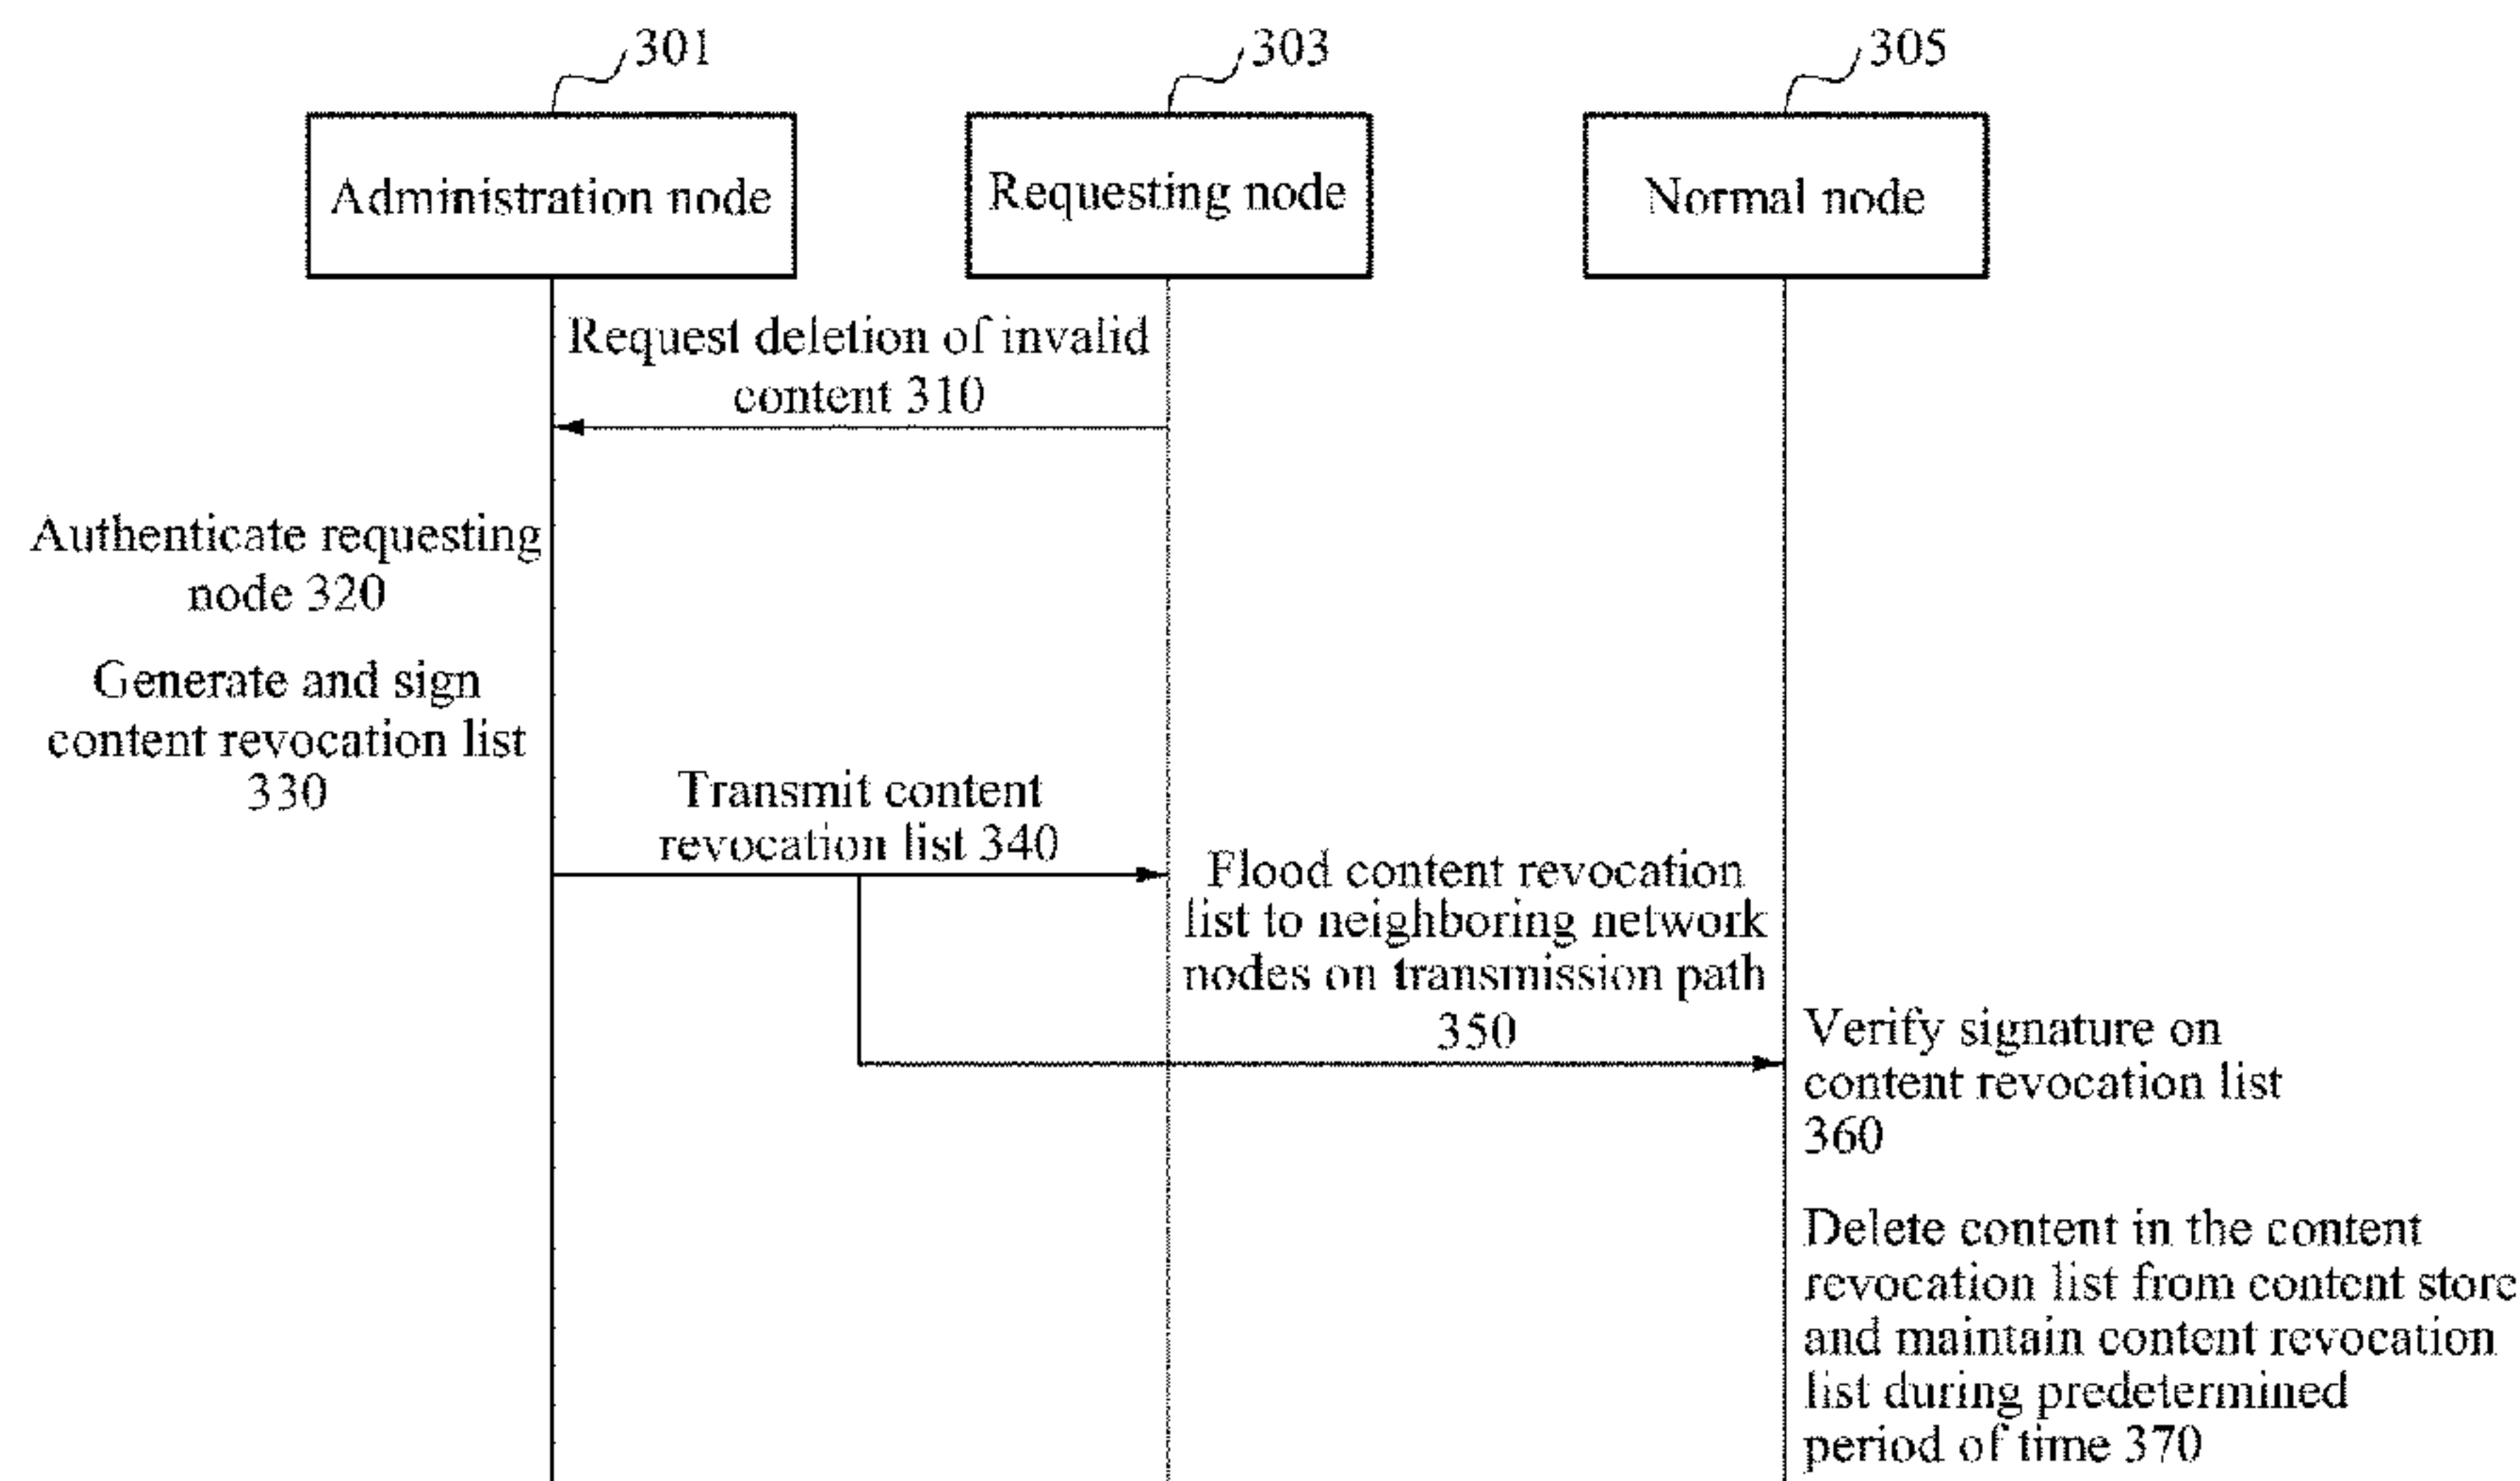 301
303
305
Administration node
Requesting node
Normal node
Request deletion of invalid
content 310
Authenticate requesting
node 320
Generate and sign
content revocation list
330
Transmit content
revocation list 340
Flood content revocation
list to neighboring network
nodes on transmission path
350
Verify signature on
content revocation list
360
Delete content in the content
revocation list from content store
and maintain content revocation
list during predetermined
period of time 370